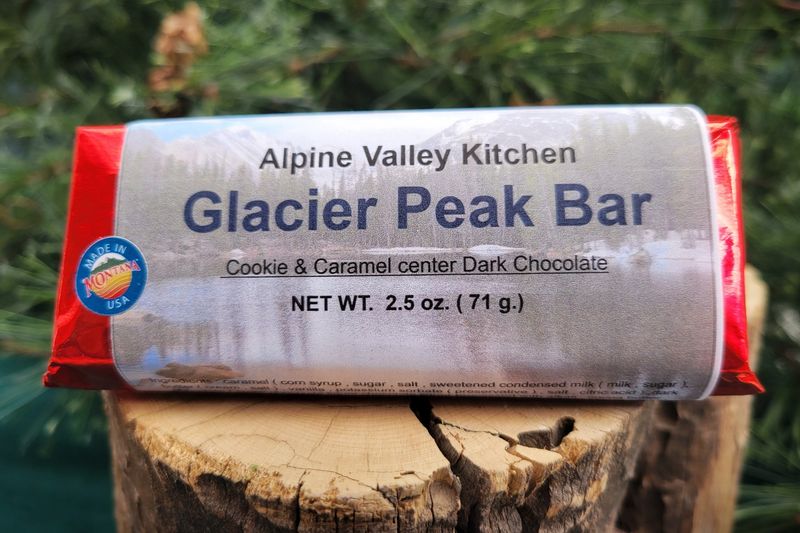 Alpine Valley Kitchen
Glacier Peak Bar
Cookie & Caramel center Dark Chocolate
NET WT. 2.5 oz. ( 71 g.)
MADE IN
MONTANA
USA
Ingredients : caramel ( corn syrup , sugar , salt , sweetened condensed milk ( milk , sugar ),
vanilla , potassium sorbate ( preservative ) , salt , citric acid ) , dark